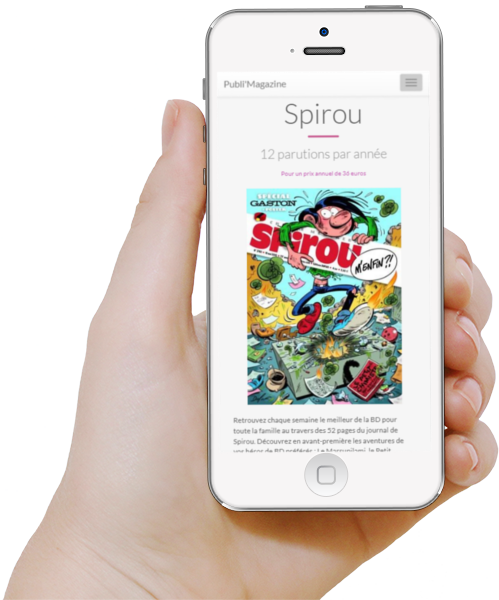 Publi'Magazine
Spirou
12 parutions par année
Pour un prix annuel de 36 euros
SPECIAL
GASTON
Spirou
M'ENFIN?!
Retrouvez chaque semaine le meilleur de la BD pour
toute la famille au travers des 52 pages du journal de
Spirou. Découvrez en avant-première les aventures de
vos héros de BD préférés : Le Marsupilami, le Petit